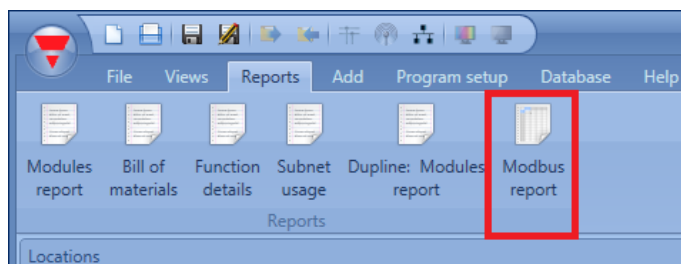 File Views Reports Add Program setup Database Help
Modules Bill of Function Subnet Dupline: Modules Modbus
report materials details usage report report
Reports
Locations